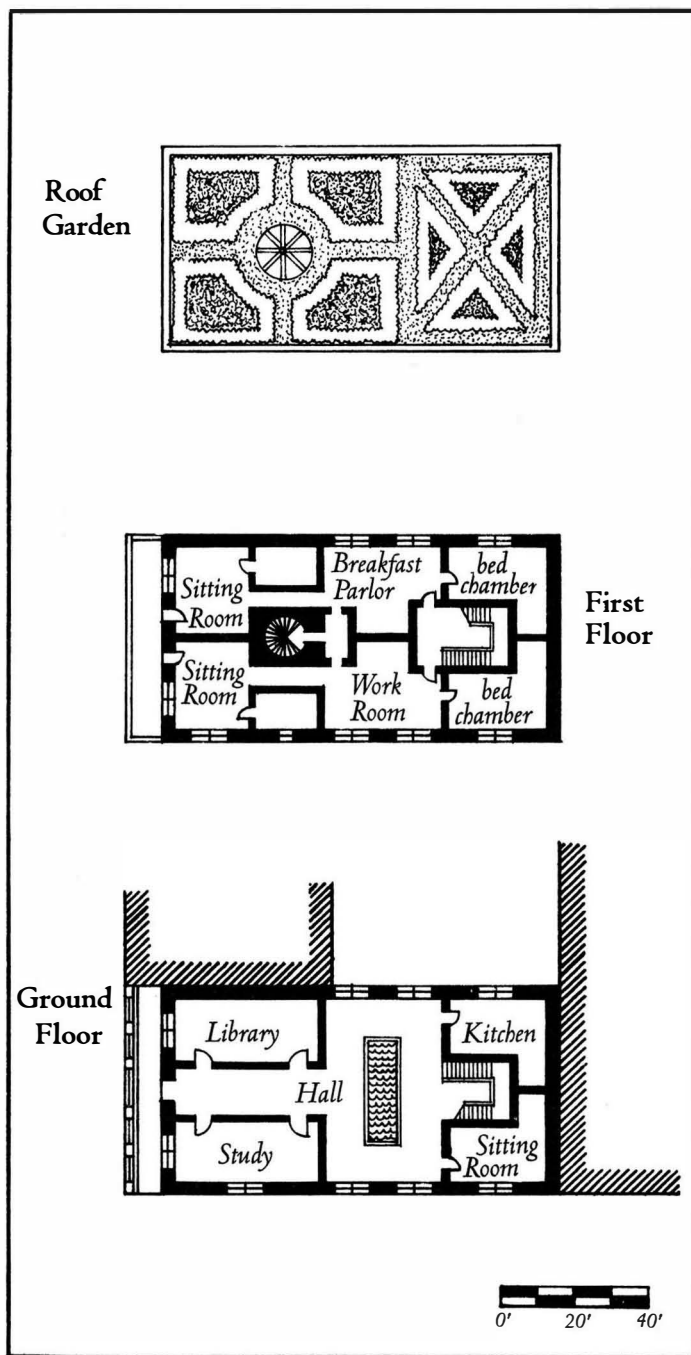 Roof
Garden
Breakfast
Parlor
bed
chamber
Sitting
Room
First
Floor
Sitting
Room
Work
Room
bed
chamber
Ground
Floor
Library
Kitchen
Hall
Study
Sitting
Room
0' 20' 40'